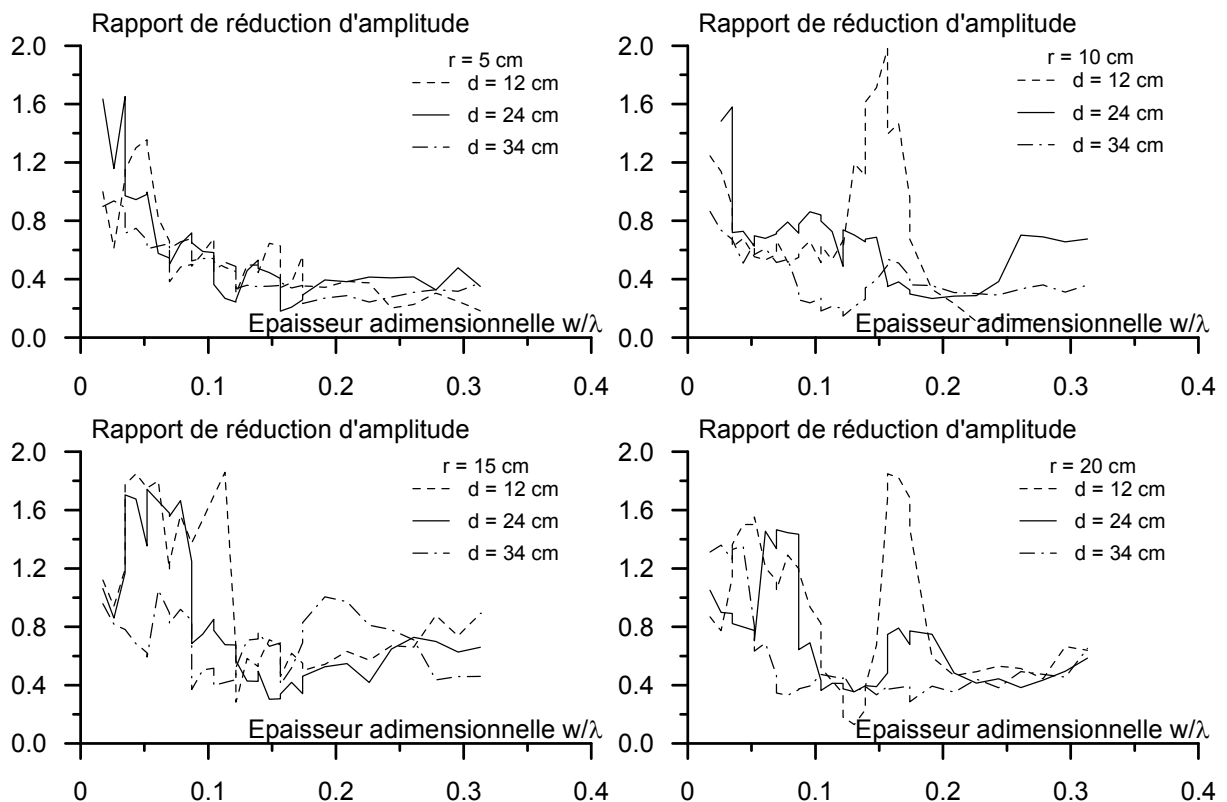 Rapport de réduction d'amplitude
2.0
r = 5 cm
d = 12 cm
1.6
d = 24 cm
d = 34 cm
1.2
0.8
0.4
Epaisseur adimensionnelle w/λ
0.0
0 0.1 0.2 0.3 0.4
Rapport de réduction d'amplitude
2.0
r = 10 cm
d = 12 cm
1.6
d = 24 cm
d = 34 cm
1.2
0.8
0.4
Epaisseur adimensionnelle w/λ
0.0
0 0.1 0.2 0.3 0.4
Rapport de réduction d'amplitude
2.0
r = 15 cm
d = 12 cm
1.6
d = 24 cm
d = 34 cm
1.2
0.8
0.4
Epaisseur adimensionnelle w/λ
0.0
0 0.1 0.2 0.3 0.4
Rapport de réduction d'amplitude
2.0
r = 20 cm
d = 12 cm
1.6
d = 24 cm
d = 34 cm
1.2
0.8
0.4
Epaisseur adimensionnelle w/λ
0.0
0 0.1 0.2 0.3 0.4